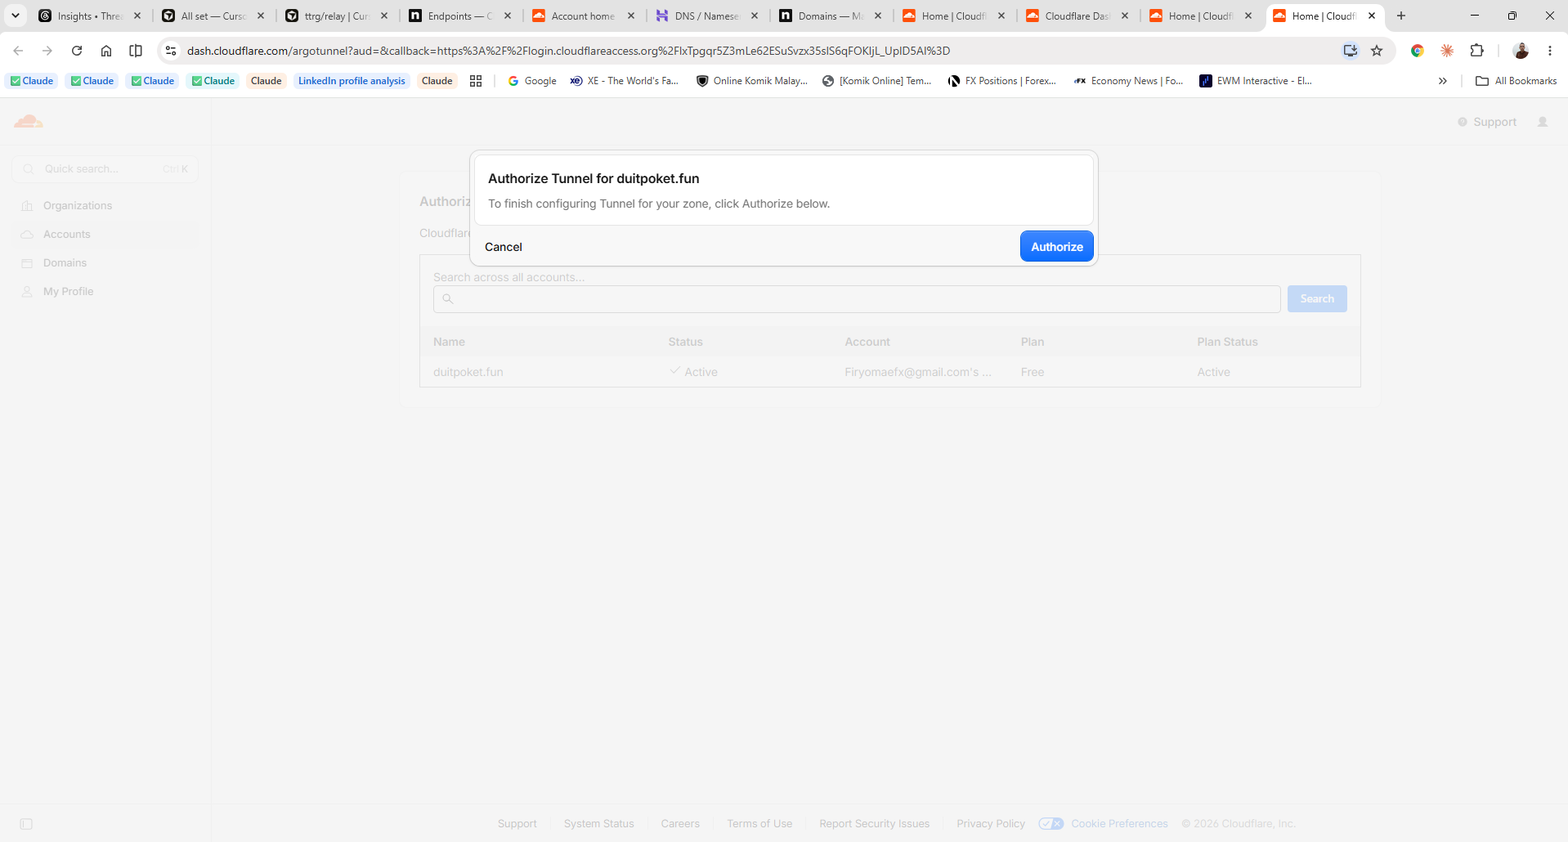 Insights • Thre
All set — Curs
ttrg/relay | Cur
Endpoints — C
Account home
DNS / Namese
Domains — M
Home | Cloudf
Cloudflare Das
Home | Cloudf
Home | Cloudf
dash.cloudflare.com/argotunnel?aud=&callback=https%3A%2F%2Flogin.cloudflareaccess.org%2FlxTpgqr5Z3mLe62ESuSvzx35sIS6qFOKIjL_UpID5AI%3D
Claude
Claude
Claude
Claude
Claude
LinkedIn profile analysis
Claude
Google
XE - The World's Fa...
Online Komik Malay...
[Komik Online] Tem...
FX Positions | Forex...
Economy News | Fo...
EWM Interactive - El...
All Bookmarks
Support
Quick search...
Ctrl K
Organizations
Accounts
Domains
My Profile
Authorize Tunnel for duitpoket.fun
To finish configuring Tunnel for your zone, click Authorize below.
Cancel
Authorize
Authoriz
Cloudflare
Search across all accounts...
Search
Name Status Account Plan Plan Status
duitpoket.fun Active Firyomaefx@gmail.com's ... Free Active
Support System Status Careers Terms of Use Report Security Issues Privacy Policy Cookie Preferences © 2026 Cloudflare, Inc.